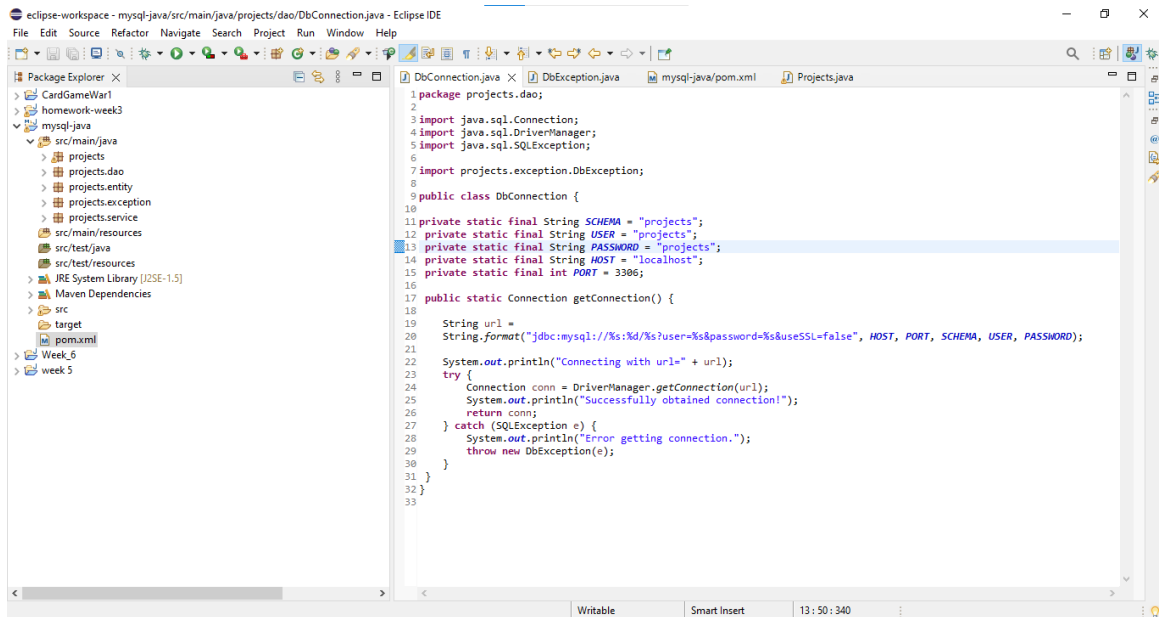 eclipse-workspace - mysql-java/src/main/java/projects/dao/DbConnection.java - Eclipse IDE
File Edit Source Refactor Navigate Search Project Run Window Help
Package Explorer
CardGameWar1
homework-week3
mysql-java
src/main/java
projects
projects.dao
projects.entity
projects.exception
projects.service
src/main/resources
src/test/java
src/test/resources
JRE System Library [J2SE-1.5]
Maven Dependencies
src
target
pom.xml
Week_6
week 5
DbConnection.java DbException.java mysql-java/pom.xml Projects.java
1 package projects.dao;
2
3 import java.sql.Connection;
4 import java.sql.DriverManager;
5 import java.sql.SQLException;
6
7 import projects.exception.DbException;
8
9 public class DbConnection {
10
11 private static final String SCHEMA = "projects";
12 private static final String USER = "projects";
13 private static final String PASSWORD = "projects";
14 private static final String HOST = "localhost";
15 private static final int PORT = 3306;
16
17 public static Connection getConnection() {
18
19 String url =
20 String.format("jdbc:mysql://%s:%d/%s?user=%s&password=%s&useSSL=false", HOST, PORT, SCHEMA, USER, PASSWORD);
21
22 System.out.println("Connecting with url=" + url);
23 try {
24 Connection conn = DriverManager.getConnection(url);
25 System.out.println("Successfully obtained connection!");
26 return conn;
27 } catch (SQLException e) {
28 System.out.println("Error getting connection.");
29 throw new DbException(e);
30 }
31 }
32 }
33
Writable Smart Insert 13 : 50 : 340